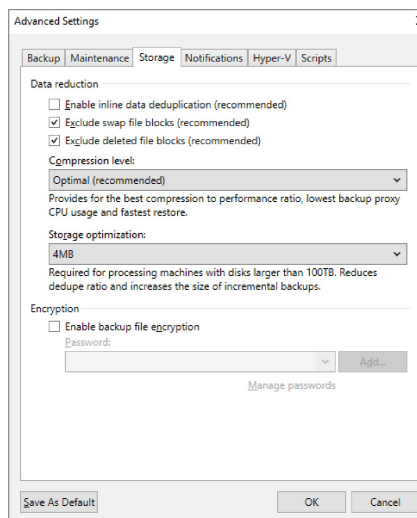 Advanced Settings
Backup Maintenance Storage Notifications Hyper-V Scripts
Data reduction
Enable inline data deduplication (recommended)
Exclude swap file blocks (recommended)
Exclude deleted file blocks (recommended)
Compression level:
Optimal (recommended)
Provides for the best compression to performance ratio, lowest backup proxy
CPU usage and fastest restore.
Storage optimization:
4MB
Required for processing machines with disks larger than 100TB. Reduces
dedupe ratio and increases the size of incremental backups.
Encryption
Enable backup file encryption
Password:
Add...
Manage passwords
Save As Default OK Cancel